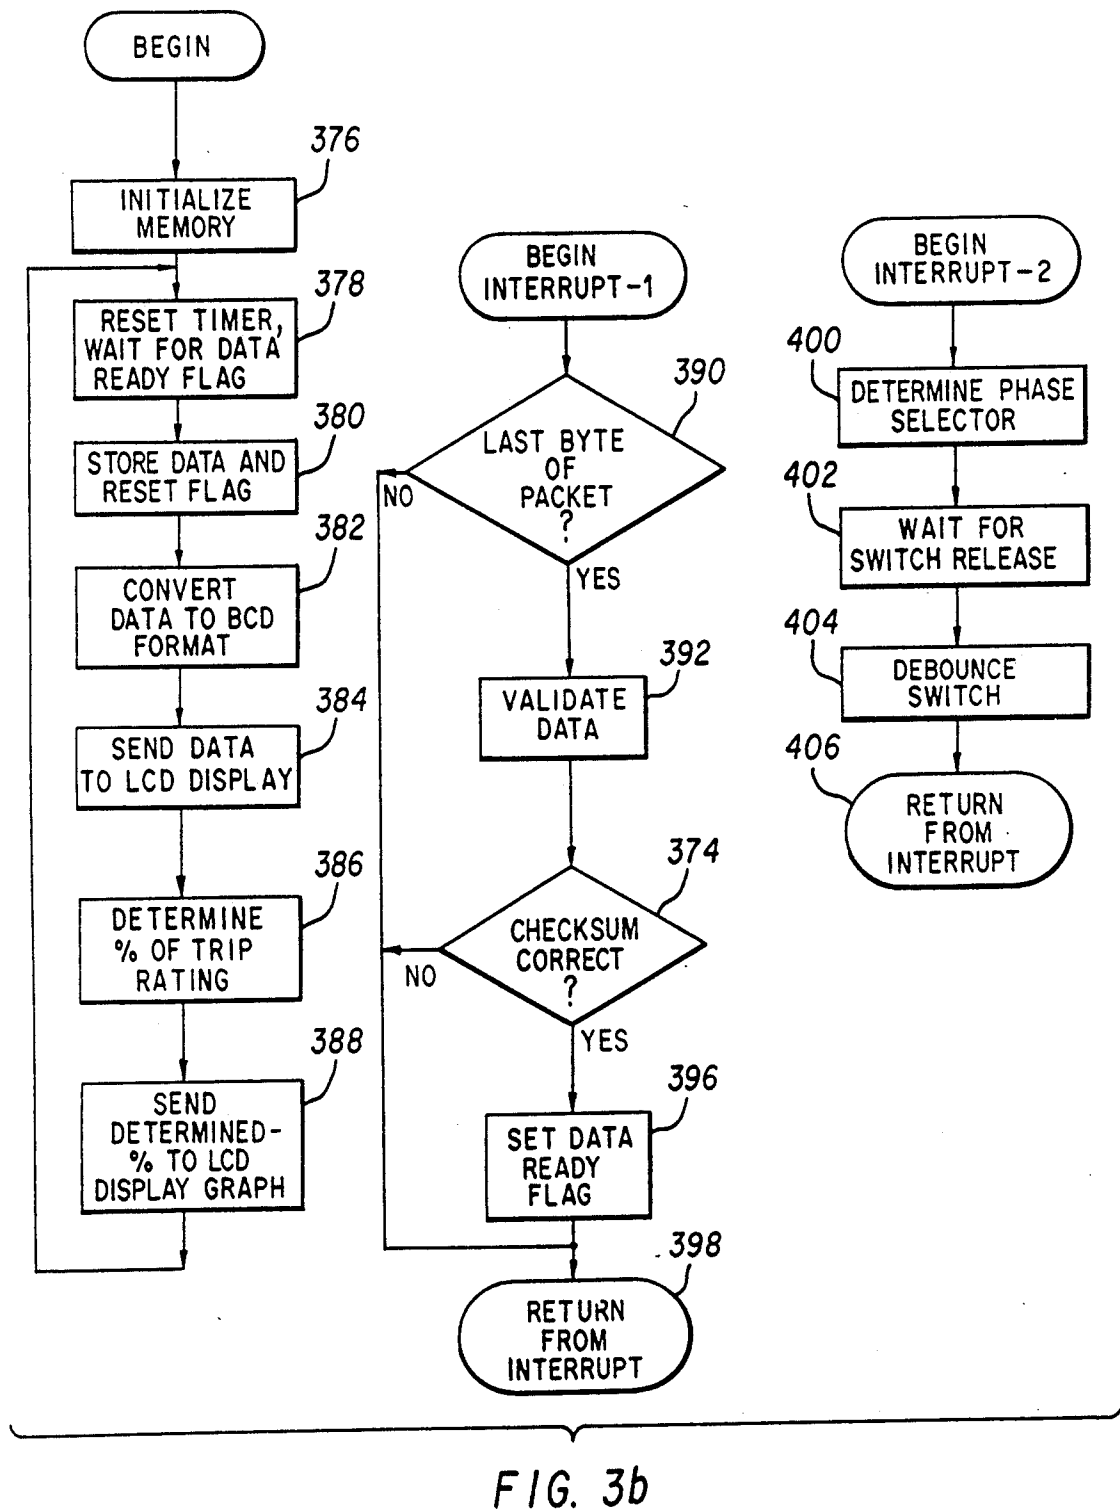 BEGIN
376
INITIALIZE
MEMORY
378
RESET TIMER,
WAIT FOR DATA
READY FLAG
380
STORE DATA AND
RESET FLAG
382
CONVERT
DATA TO BCD
FORMAT
384
SEND DATA
TO LCD DISPLAY
386
DETERMINE
% OF TRIP
RATING
388
SEND
DETERMINED-
% TO LCD
DISPLAY GRAPH
BEGIN
INTERRUPT-1
390
LAST BYTE
OF
PACKET
?
NO
YES
392
VALIDATE
DATA
374
CHECKSUM
CORRECT
?
NO
YES
396
SET DATA
READY
FLAG
398
RETURN
FROM
INTERRUPT
BEGIN
INTERRUPT-2
400
DETERMINE PHASE
SELECTOR
402
WAIT FOR
SWITCH RELEASE
404
DEBOUNCE
SWITCH
406
RETURN
FROM
INTERRUPT
FIG. 3b